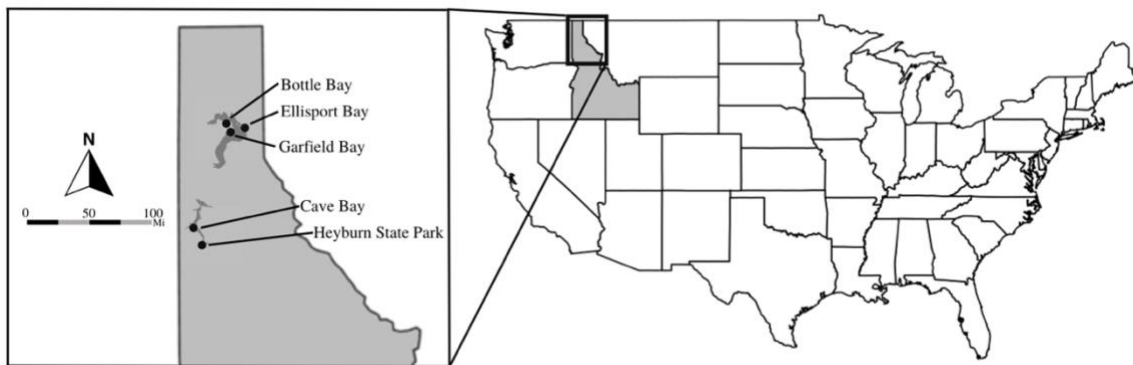 Bottle Bay
Ellisport Bay
Garfield Bay
N
0 50 100
Mi
Cave Bay
Heyburn State Park